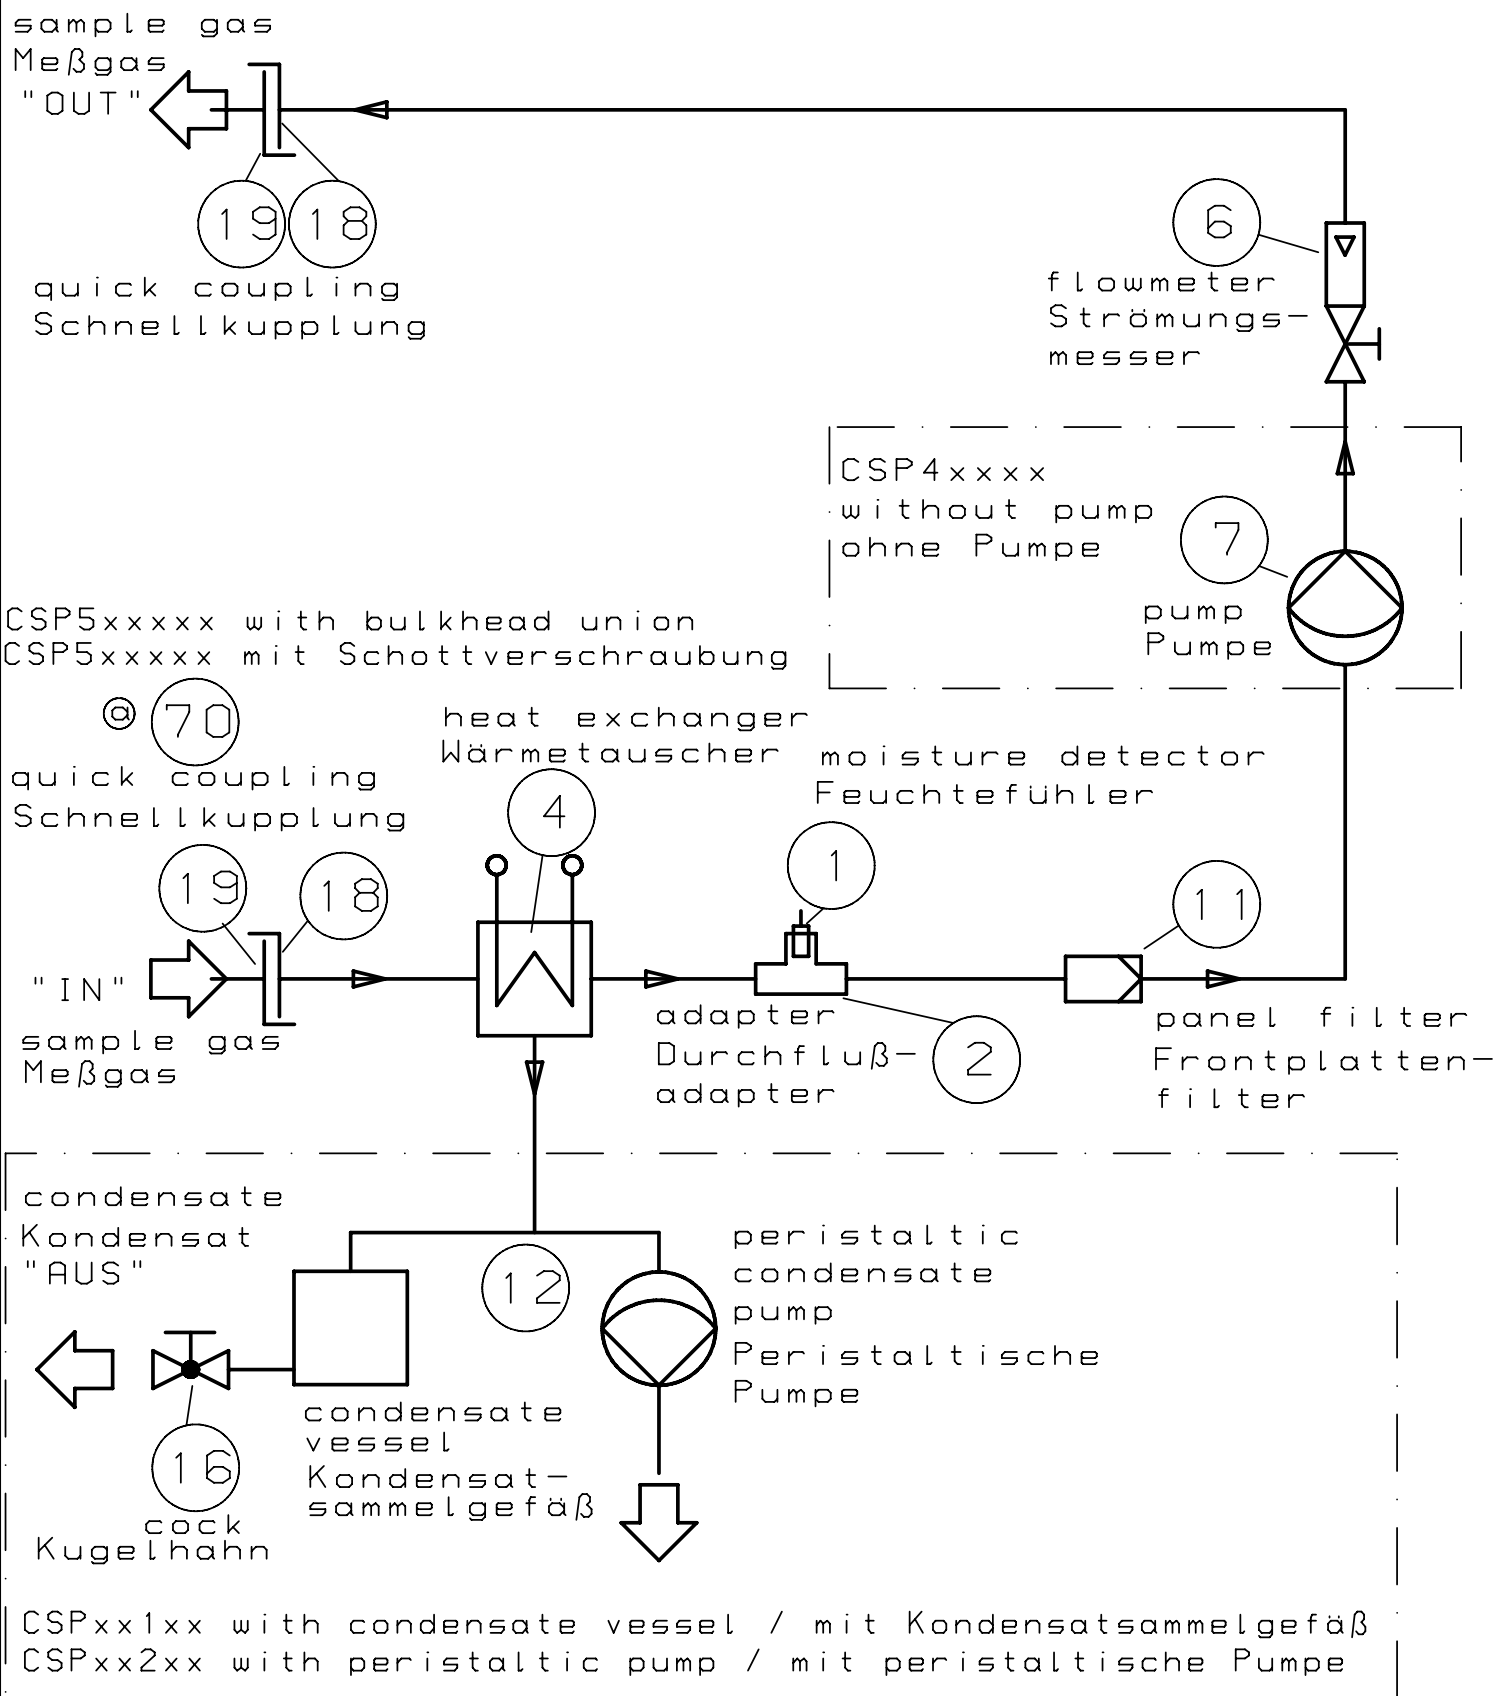 sample gas
Meßgas
"OUT"
19
18
quick coupling
Schnellkupplung
6
flowmeter
Strömungs-
messer
CSP4xxxx
without pump
ohne Pumpe
7
pump
Pumpe
CSP5xxxxx with bulkhead union
CSP5xxxxx mit Schottverschraubung
@ 70
quick coupling
Schnellkupplung
19
18
heat exchanger
Wärmetauscher
4
moisture detector
Feuchtefühler
1
11
"IN"
sample gas
Meßgas
adapter
Durchfluß-
adapter
2
panel filter
Frontplatten-
filter
condensate
Kondensat
"AUS"
12
peristaltic
condensate
pump
Peristaltische
Pumpe
condensate
vessel
Kondensat-
sammelgefäß
16
cock
Kugelhahn
CSPxx1xx with condensate vessel / mit Kondensatsammelgefäß
CSPxx2xx with peristaltic pump / mit peristaltische Pumpe